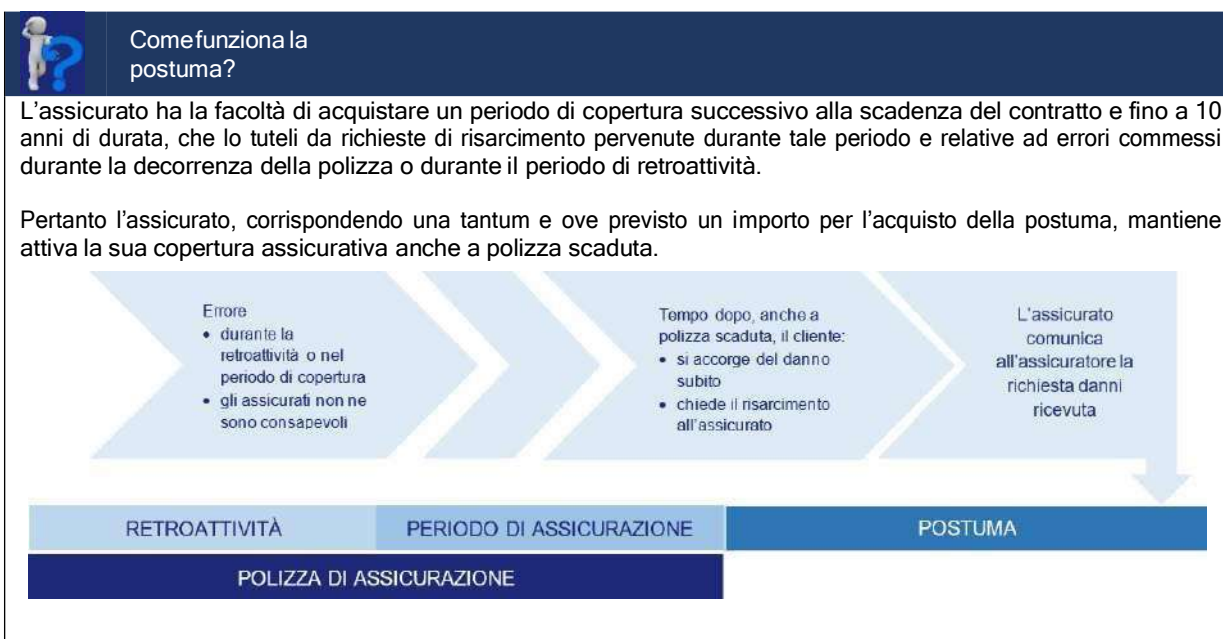 Come funziona la
postuma?
L'assicurato ha la facoltà di acquistare un periodo di copertura successivo alla scadenza del contratto e fino a 10
anni di durata, che lo tuteli da richieste di risarcimento pervenute durante tale periodo e relative ad errori commessi
durante la decorrenza della polizza o durante il periodo di retroattività.
Pertanto l'assicurato, corrispondendo una tantum e ove previsto un importo per l'acquisto della postuma, mantiene
attiva la sua copertura assicurativa anche a polizza scaduta.
Errore
• durante la
retroattività o nel
periodo di copertura
• gli assicurati non ne
sono consapevoli
Tempo dopo, anche a
polizza scaduta, il cliente:
• si accorge del danno
subito
• chiede il risarcimento
all'assicurato
L'assicurato
comunica
all'assicuratore la
richiesta danni
ricevuta
RETROATTIVITÀ
PERIODO DI ASSICURAZIONE
POSTUMA
POLIZZA DI ASSICURAZIONE